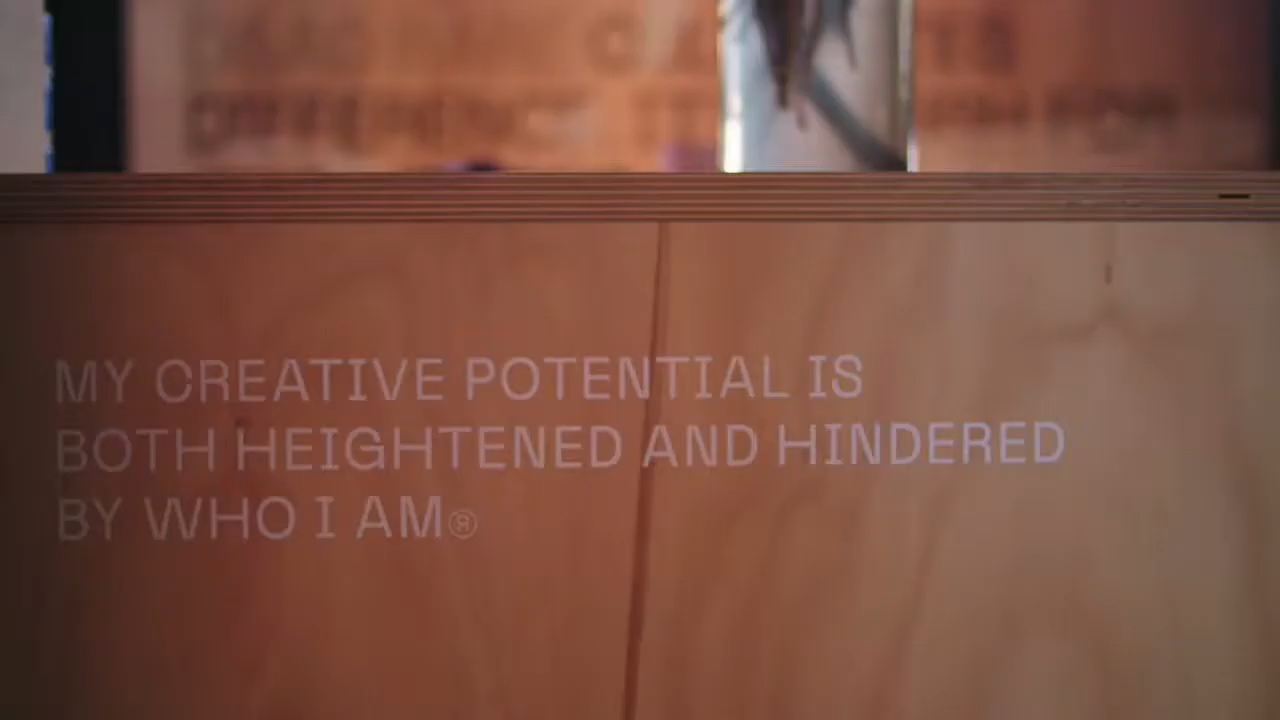 MY CREATIVE POTENTIAL IS
BOTH HEIGHTENED AND HINDERED
BY WHO I AM®